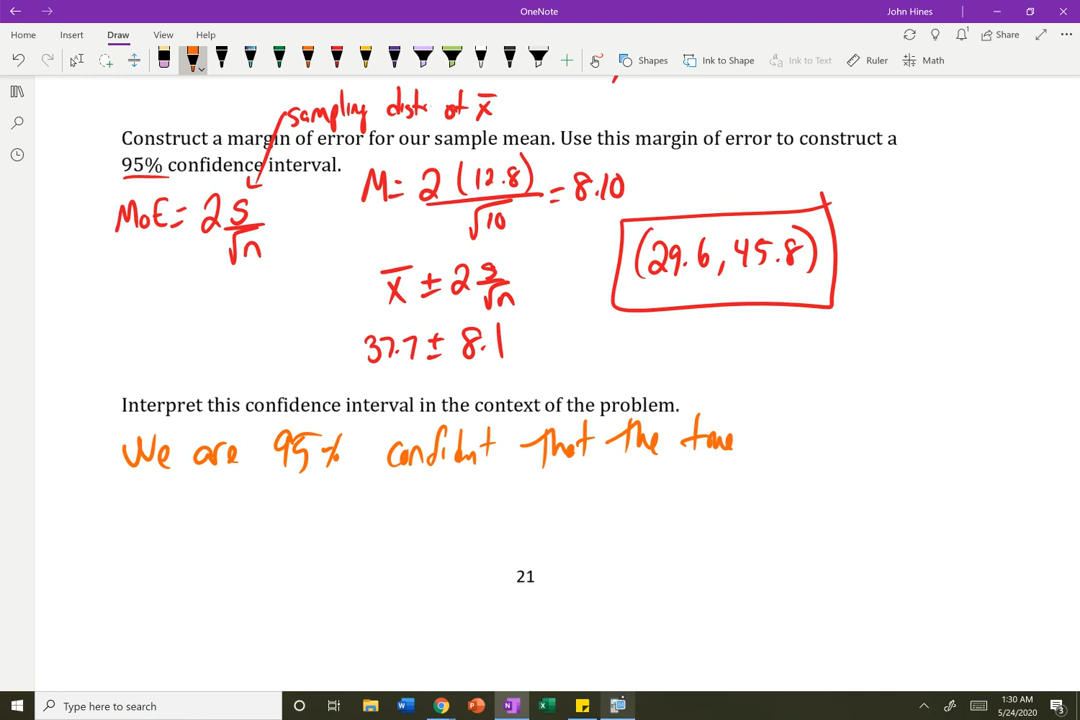 OneNote
John Hines
Home Insert Draw View Help
Share
Shapes Ink to Shape Ink to Text Ruler Math
sampling distr of x̄
Construct a margin of error for our sample mean. Use this margin of error to construct a
95% confidence interval.
MoE = 2 s/√n
M = 2(12.8)/√10 = 8.10
(29.6, 45.8)
x̄ ± 2 s/√n
37.7 ± 8.1
Interpret this confidence interval in the context of the problem.
We are 95% confident that the true
21
Type here to search
1:30 AM
5/24/2020
3